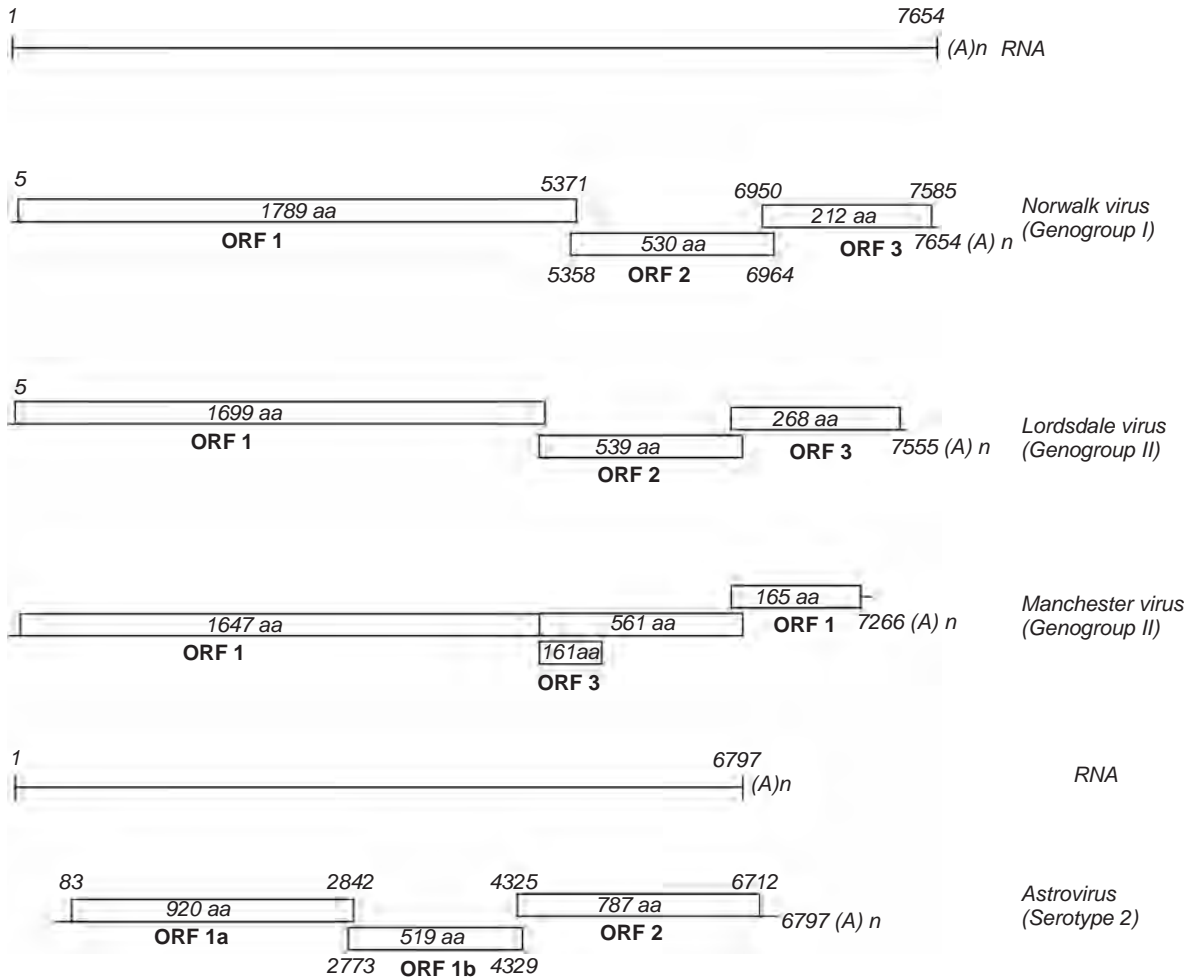 1 7654
(A)n RNA
5 5371 6950 7585
1789 aa 212 aa Norwalk virus
ORF 1 530 aa ORF 3 7654 (A) n (Genogroup I)
5358 ORF 2 6964
5
1699 aa 268 aa Lordsdale virus
ORF 1 539 aa ORF 3 7555 (A) n (Genogroup II)
ORF 2
165 aa Manchester virus
1647 aa 561 aa ORF 1 7266 (A) n (Genogroup II)
ORF 1 161aa
ORF 3
1 6797
(A)n RNA
83 2842 4325 6712
920 aa 787 aa Astrovirus
ORF 1a 519 aa ORF 2 6797 (A) n (Serotype 2)
2773 ORF 1b 4329